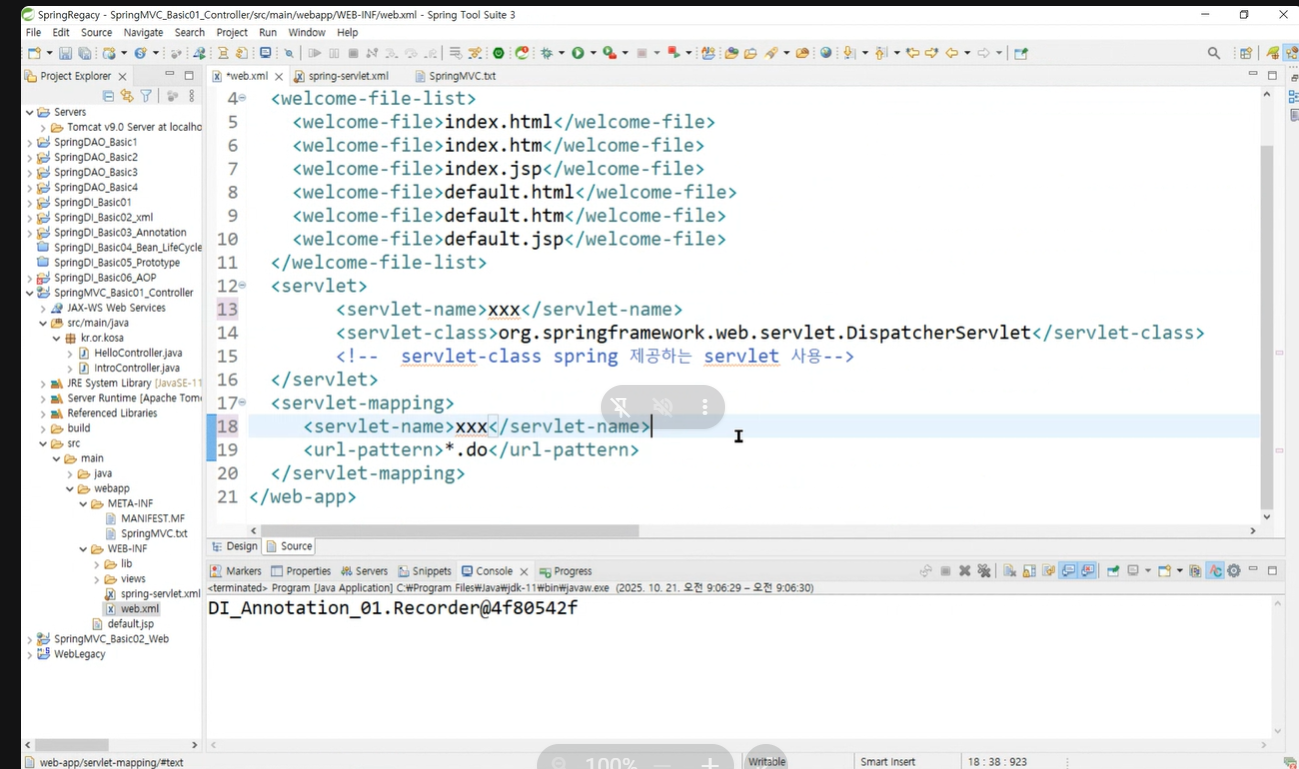 SpringRegacy - SpringMVC_Basic01_Controller/src/main/webapp/WEB-INF/web.xml - Spring Tool Suite 3
File Edit Source Navigate Search Project Run Window Help
Project Explorer
*web.xml spring-servlet.xml SpringMVC.txt
Servers
Tomcat v9.0 Server at localho
SpringDAO_Basic1
SpringDAO_Basic2
SpringDAO_Basic3
SpringDAO_Basic4
SpringDI_Basic01
SpringDI_Basic02_xml
SpringDI_Basic03_Annotation
SpringDI_Basic04_Bean_LifeCycle
SpringDI_Basic05_Prototype
SpringDI_Basic06_AOP
SpringMVC_Basic01_Controller
JAX-WS Web Services
src/main/java
kr.or.kosa
HelloController.java
IntroController.java
JRE System Library [JavaSE-11
Server Runtime [Apache Tom
Referenced Libraries
build
src
main
java
webapp
META-INF
MANIFEST.MF
SpringMVC.txt
WEB-INF
lib
views
spring-servlet.xml
web.xml
default.jsp
SpringMVC_Basic02_Web
WebLegacy
4 <welcome-file-list>
5 <welcome-file>index.html</welcome-file>
6 <welcome-file>index.htm</welcome-file>
7 <welcome-file>index.jsp</welcome-file>
8 <welcome-file>default.html</welcome-file>
9 <welcome-file>default.htm</welcome-file>
10 <welcome-file>default.jsp</welcome-file>
11 </welcome-file-list>
12 <servlet>
13 <servlet-name>xxx</servlet-name>
14 <servlet-class>org.springframework.web.servlet.DispatcherServlet</servlet-class>
15 <!-- servlet-class spring 제공하는 servlet 사용-->
16 </servlet>
17 <servlet-mapping>
18 <servlet-name>xxx</servlet-name>
19 <url-pattern>*.do</url-pattern>
20 </servlet-mapping>
21 </web-app>
Design Source
Markers Properties Servers Snippets Console Progress
<terminated> Program [Java Application] C:₩Program Files₩Java₩jdk-11₩bin₩javaw.exe (2025. 10. 21. 오전 9:06:29 – 오전 9:06:30)
DI_Annotation_01.Recorder@4f80542f
100%
web-app/servlet-mapping/#text Writable Smart Insert 18 : 38 : 923